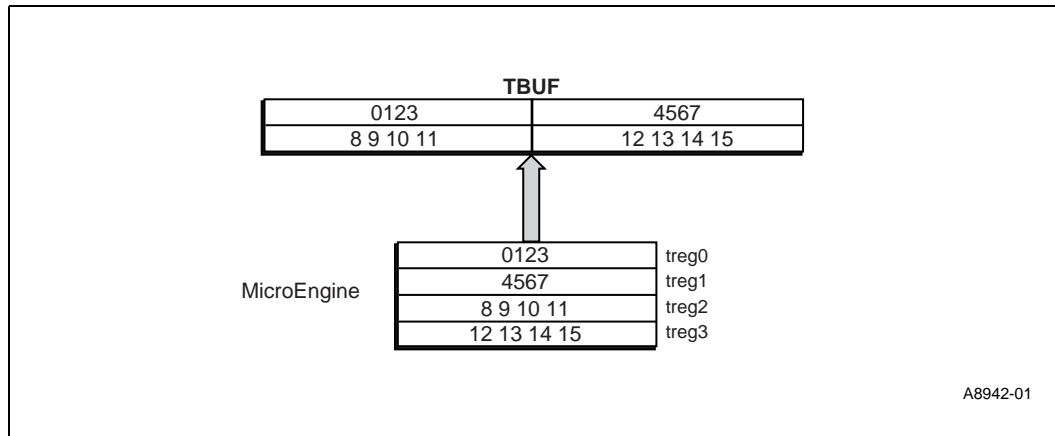 TBUF
0123 4567
8 9 10 11 12 13 14 15
MicroEngine
0123 treg0
4567 treg1
8 9 10 11 treg2
12 13 14 15 treg3
A8942-01